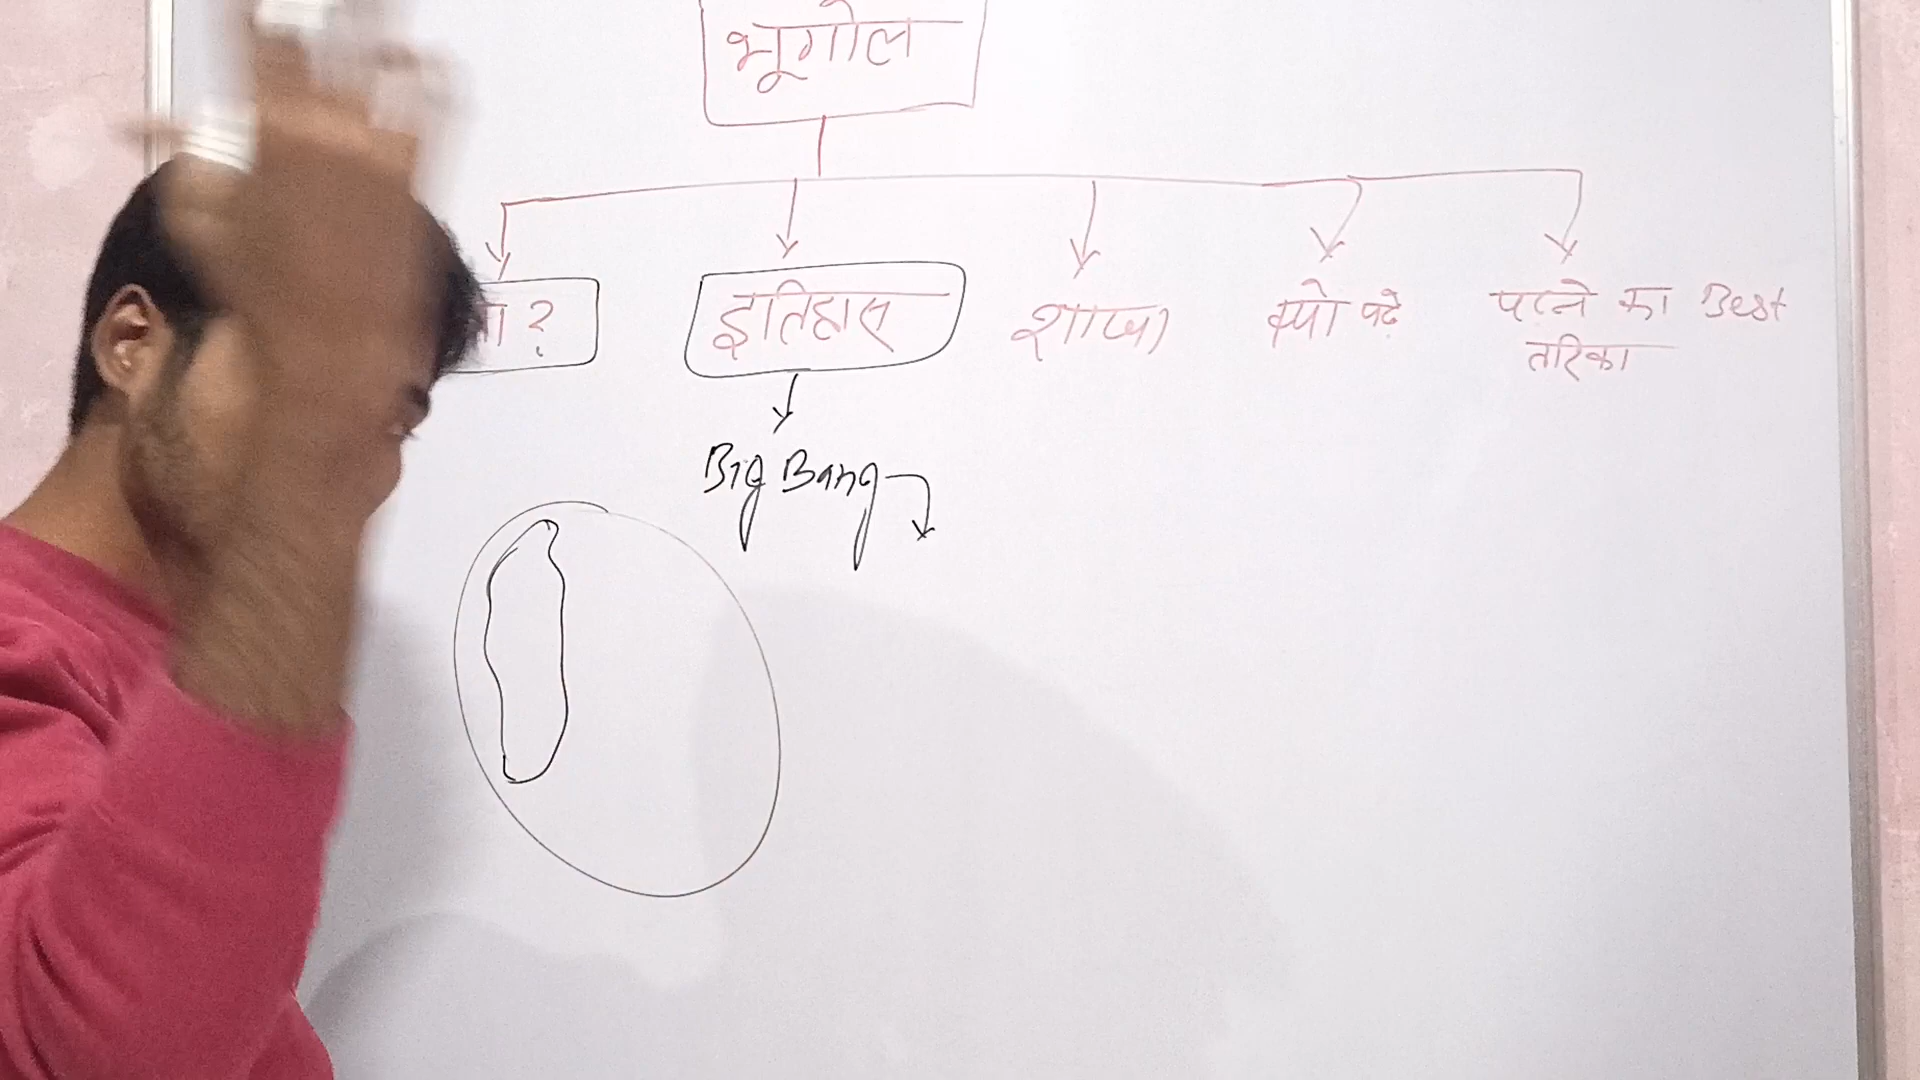 भूगोल
इतिहास
शाखा
क्यो पढे
पढ़ने का Best
तरिका
Big Bang